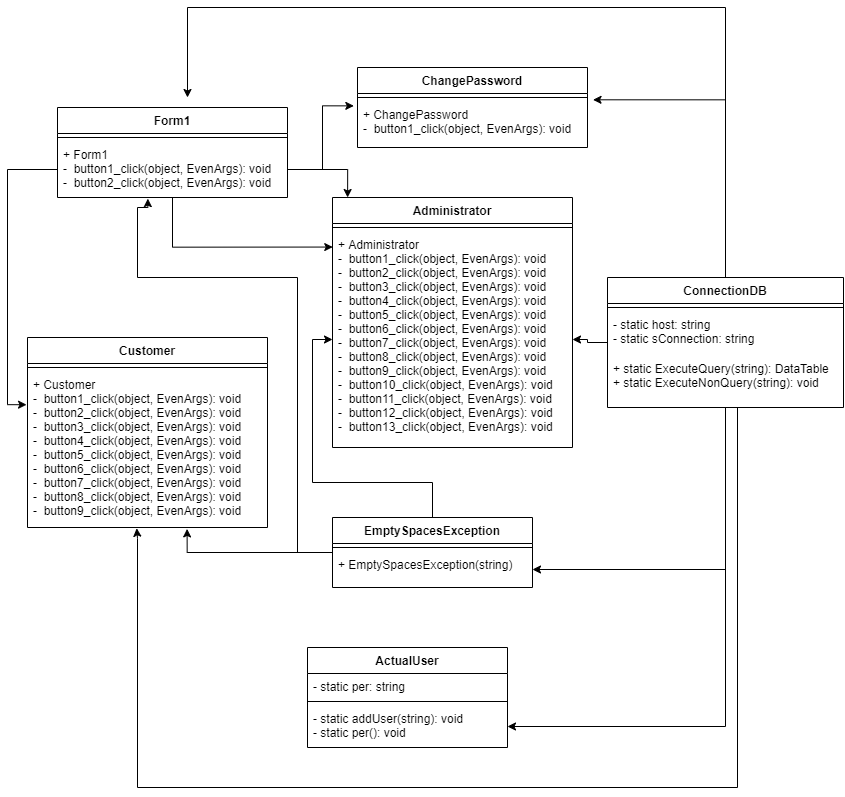 ChangePassword
+ ChangePassword
- button1_click(object, EvenArgs): void
Form1
+ Form1
- button1_click(object, EvenArgs): void
- button2_click(object, EvenArgs): void
Administrator
+ Administrator
- button1_click(object, EvenArgs): void
- button2_click(object, EvenArgs): void
- button3_click(object, EvenArgs): void
- button4_click(object, EvenArgs): void
- button5_click(object, EvenArgs): void
- button6_click(object, EvenArgs): void
- button7_click(object, EvenArgs): void
- button8_click(object, EvenArgs): void
- button9_click(object, EvenArgs): void
- button10_click(object, EvenArgs): void
- button11_click(object, EvenArgs): void
- button12_click(object, EvenArgs): void
- button13_click(object, EvenArgs): void
ConnectionDB
- static host: string
- static sConnection: string
+ static ExecuteQuery(string): DataTable
+ static ExecuteNonQuery(string): void
Customer
+ Customer
- button1_click(object, EvenArgs): void
- button2_click(object, EvenArgs): void
- button3_click(object, EvenArgs): void
- button4_click(object, EvenArgs): void
- button5_click(object, EvenArgs): void
- button6_click(object, EvenArgs): void
- button7_click(object, EvenArgs): void
- button8_click(object, EvenArgs): void
- button9_click(object, EvenArgs): void
EmptySpacesException
+ EmptySpacesException(string)
ActualUser
- static per: string
- static addUser(string): void
- static per(): void